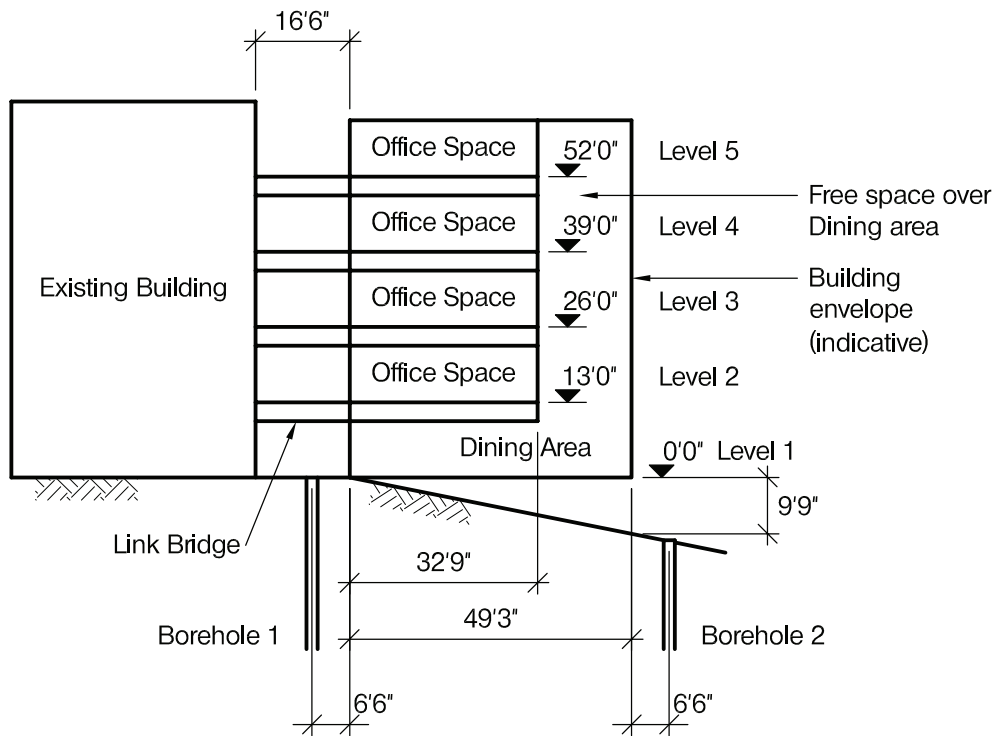 16'6"
Office Space
52'0"
Level 5
Free space over
Dining area
Office Space
39'0"
Level 4
Existing Building
Office Space
26'0"
Level 3
Building
envelope
(indicative)
Office Space
13'0"
Level 2
Dining Area
0'0"
Level 1
9'9"
Link Bridge
32'9"
49'3"
Borehole 1
Borehole 2
6'6"
6'6"